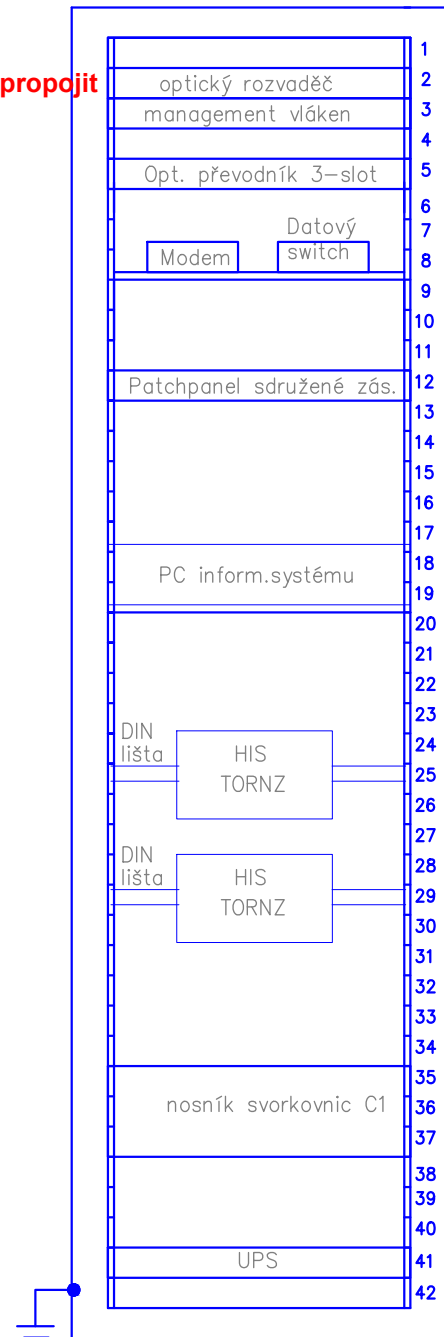 1
propojit optický rozvaděč 2
management vláken 3
4
Opt. převodník 3-slot 5
6
Datový 7
Modem switch 8
9
10
11
Patchpanel sdružené zás. 12
13
14
15
16
17
18
PC inform.systému
19
20
21
22
23
DIN
lišta HIS 24
TORNZ 25
26
27
DIN 28
lišta HIS
29
TORNZ
30
31
32
33
34
35
nosník svorkovnic C1 36
37
38
39
40
UPS 41
42